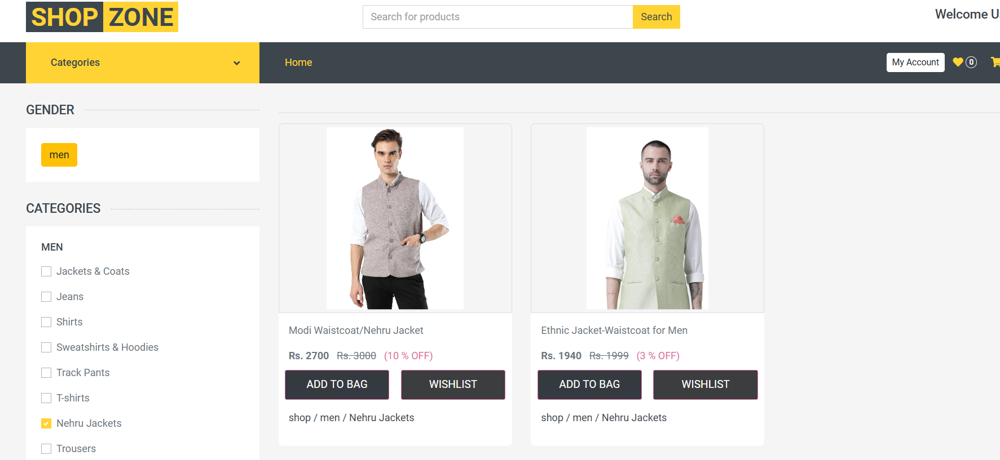 SHOP ZONE
Search for products
Search
Welcome U
Categories
Home
My Account
0
GENDER
men
CATEGORIES
MEN
Jackets & Coats
Jeans
Shirts
Sweatshirts & Hoodies
Track Pants
T-shirts
Nehru Jackets
Trousers
Modi Waistcoat/Nehru Jacket
Rs. 2700 Rs. 3000 (10 % OFF)
ADD TO BAG WISHLIST
shop / men / Nehru Jackets
Ethnic Jacket-Waistcoat for Men
Rs. 1940 Rs. 1999 (3 % OFF)
ADD TO BAG WISHLIST
shop / men / Nehru Jackets